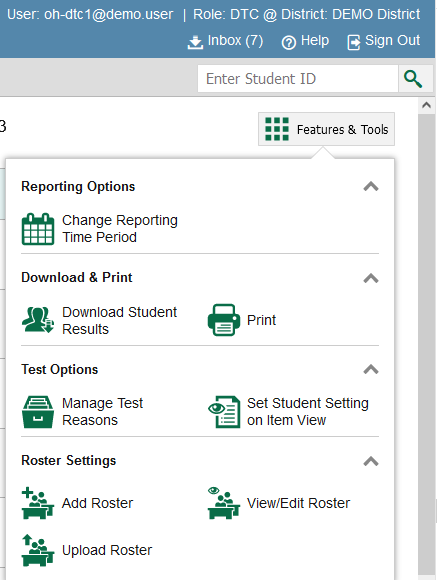 User: oh-dtc1@demo.user | Role: DTC @ District: DEMO District
Inbox (7) Help Sign Out
Enter Student ID
3
Features & Tools
Reporting Options
Change Reporting
Time Period
Download & Print
Download Student
Results
Print
Test Options
Manage Test
Reasons
Set Student Setting
on Item View
Roster Settings
Add Roster
View/Edit Roster
Upload Roster